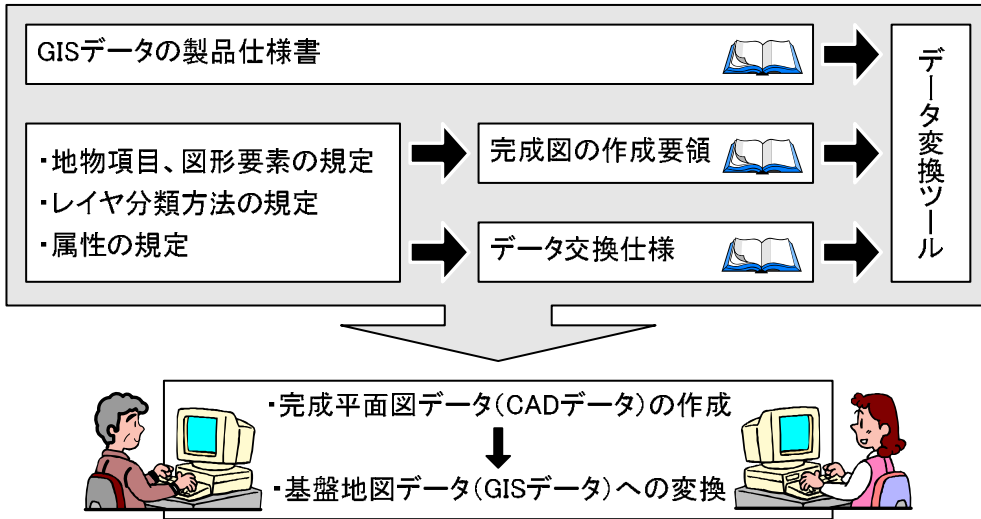 GISデータの製品仕様書
・地物項目、図形要素の規定
・レイヤ分類方法の規定
・属性の規定
完成図の作成要領
データ交換仕様
データ変換ツール
・完成平面図データ(CADデータ)の作成
・基盤地図データ(GISデータ)への変換